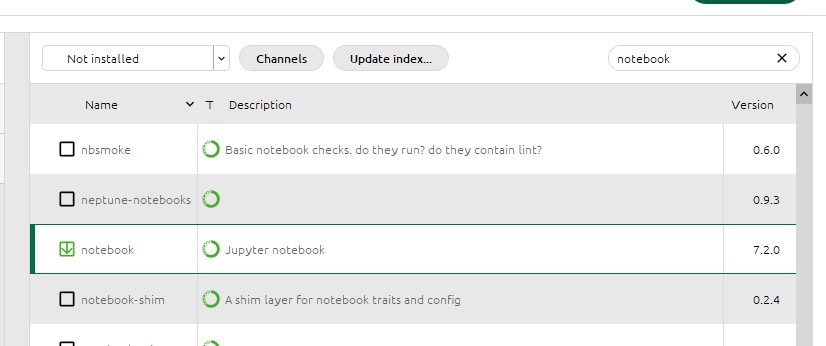 Not installed Channels Update index... notebook
Name T Description Version
nbsmoke Basic notebook checks. do they run? do they contain lint? 0.6.0
neptune-notebooks 0.9.3
notebook Jupyter notebook 7.2.0
notebook-shim A shim layer for notebook traits and config 0.2.4